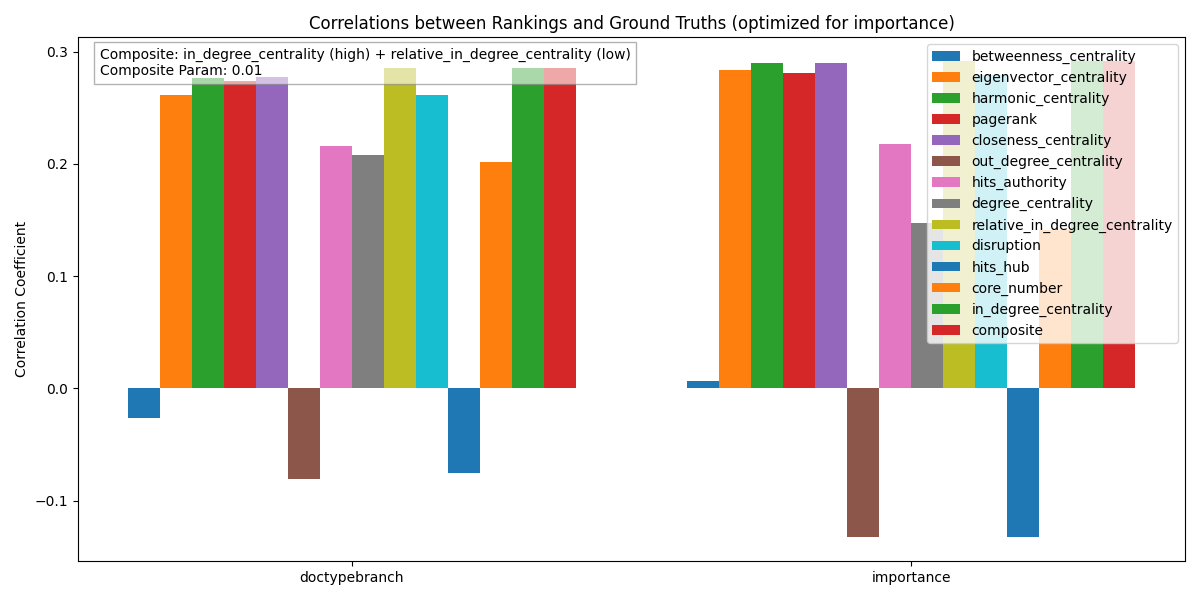 Correlations between Rankings and Ground Truths (optimized for importance)
Composite: in_degree_centrality (high) + relative_in_degree_centrality (low)
Composite Param: 0.01
betweenness_centrality
eigenvector_centrality
harmonic_centrality
pagerank
closeness_centrality
out_degree_centrality
hits_authority
degree_centrality
relative_in_degree_centrality
disruption
hits_hub
core_number
in_degree_centrality
composite
Correlation Coefficient
0.3
0.2
0.1
0.0
−0.1
doctypebranch
importance